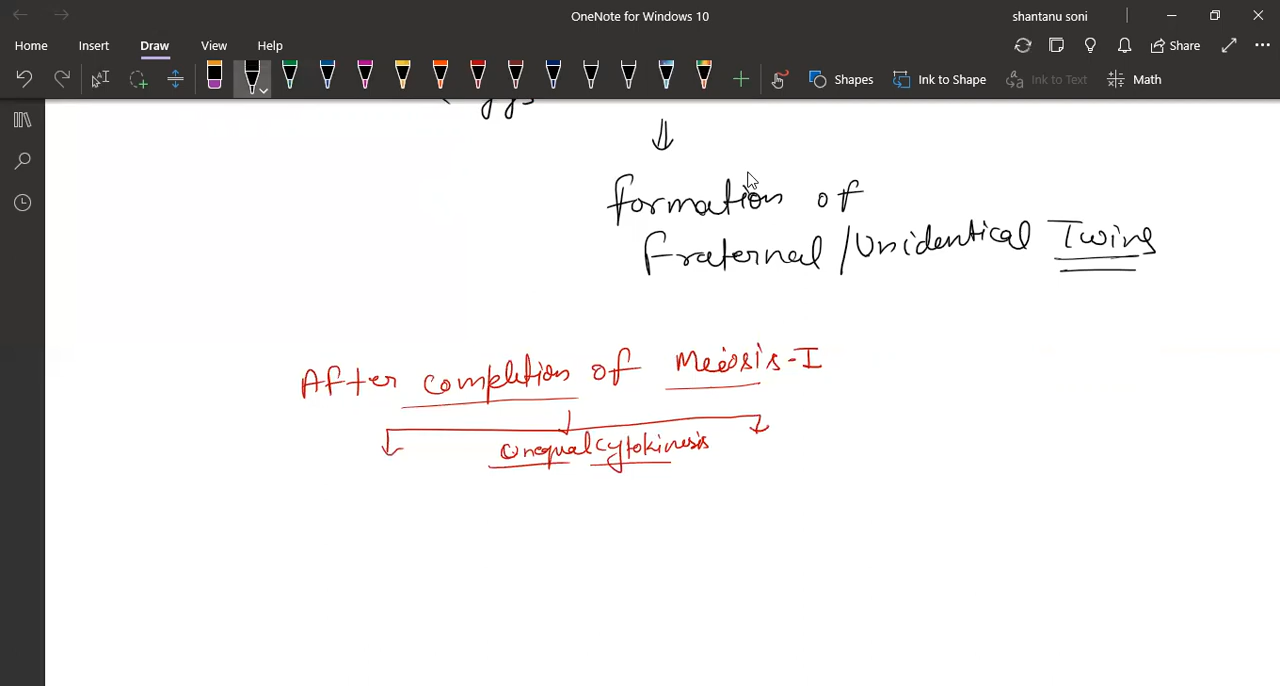 OneNote for Windows 10
shantanu soni
Home Insert Draw View Help
Share
Shapes Ink to Shape Ink to Text Math
Formation of
Fraternal/Unidentical Twins
After completion of Meiosis-I
Unequal cytokinesis